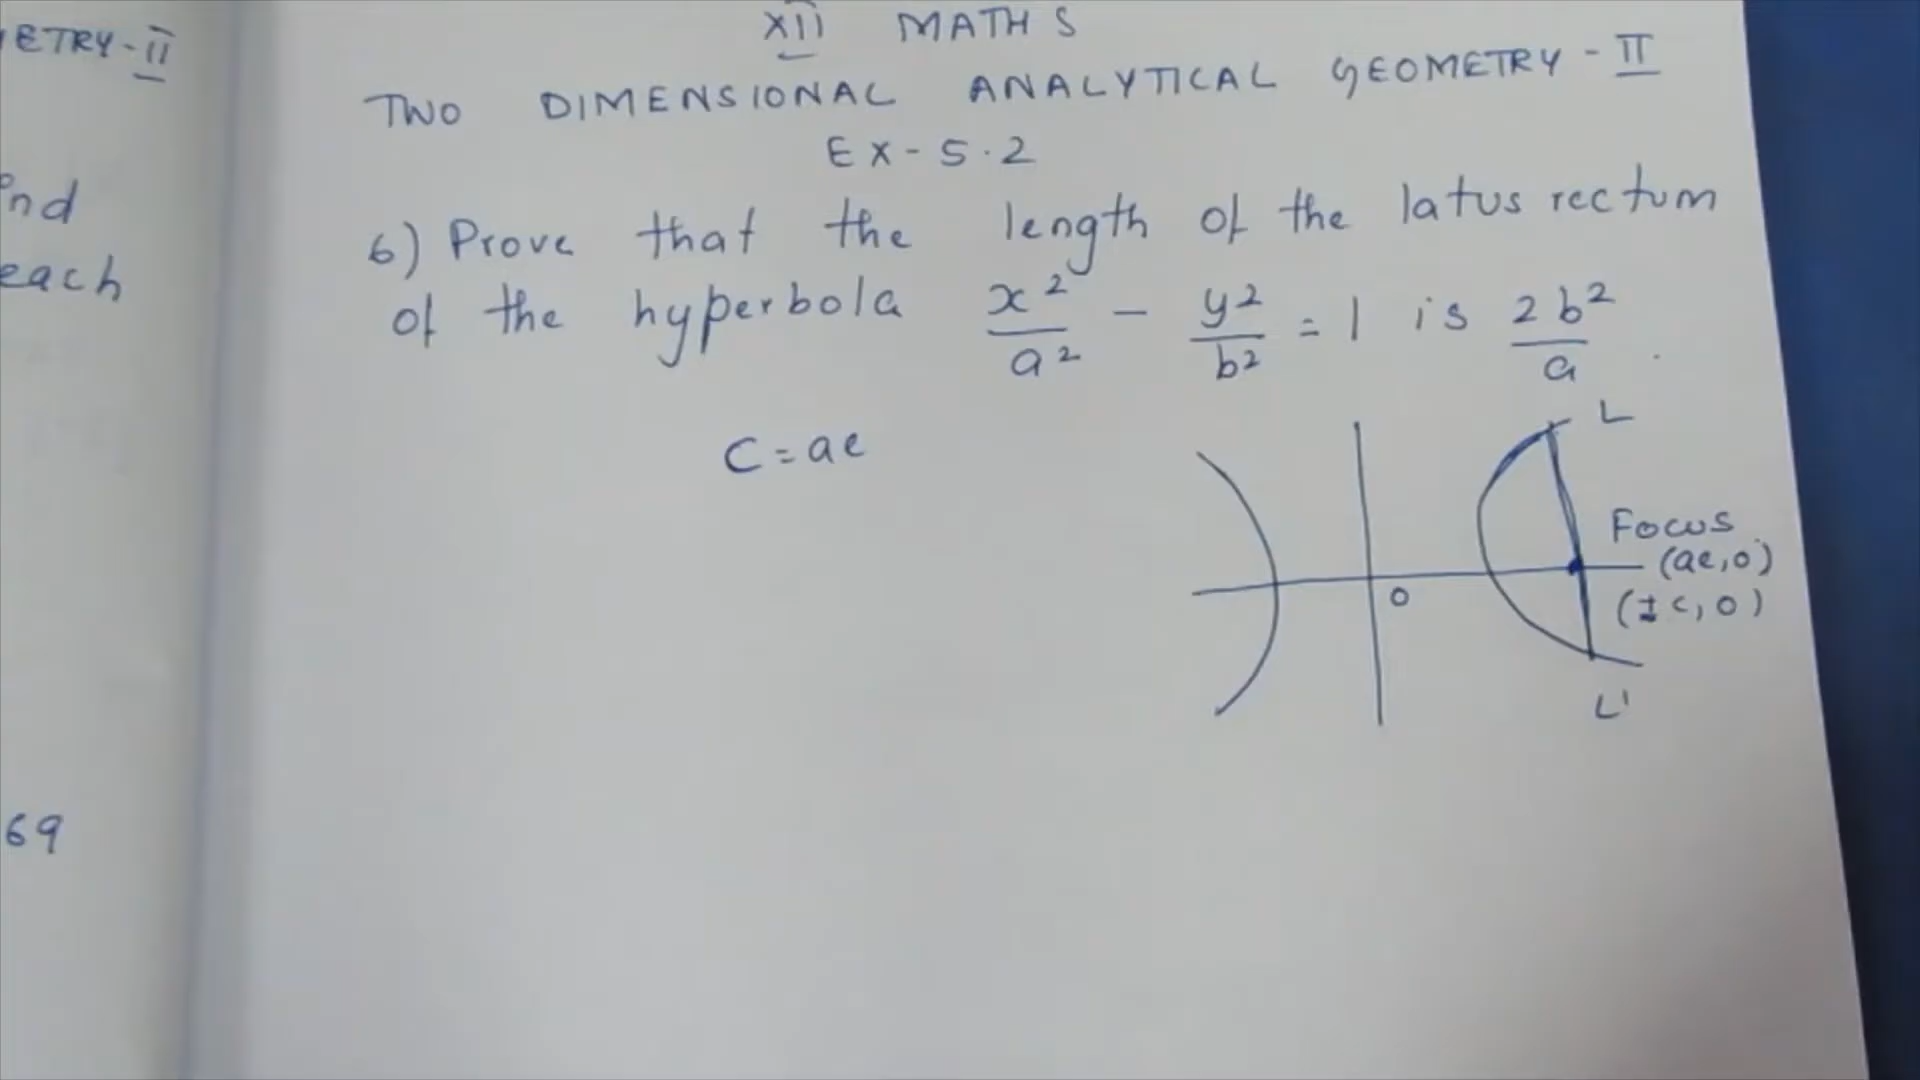 ETRY-II
nd
each
69
XII MATHS
TWO DIMENSIONAL ANALYTICAL GEOMETRY - II
EX-5.2
6) Prove that the length of the latus rectum
of the hyperbola x²/a² - y²/b² = 1 is 2b²/a.
C = ae
L
Focus
(ae,0)
(±c,0)
O
L'